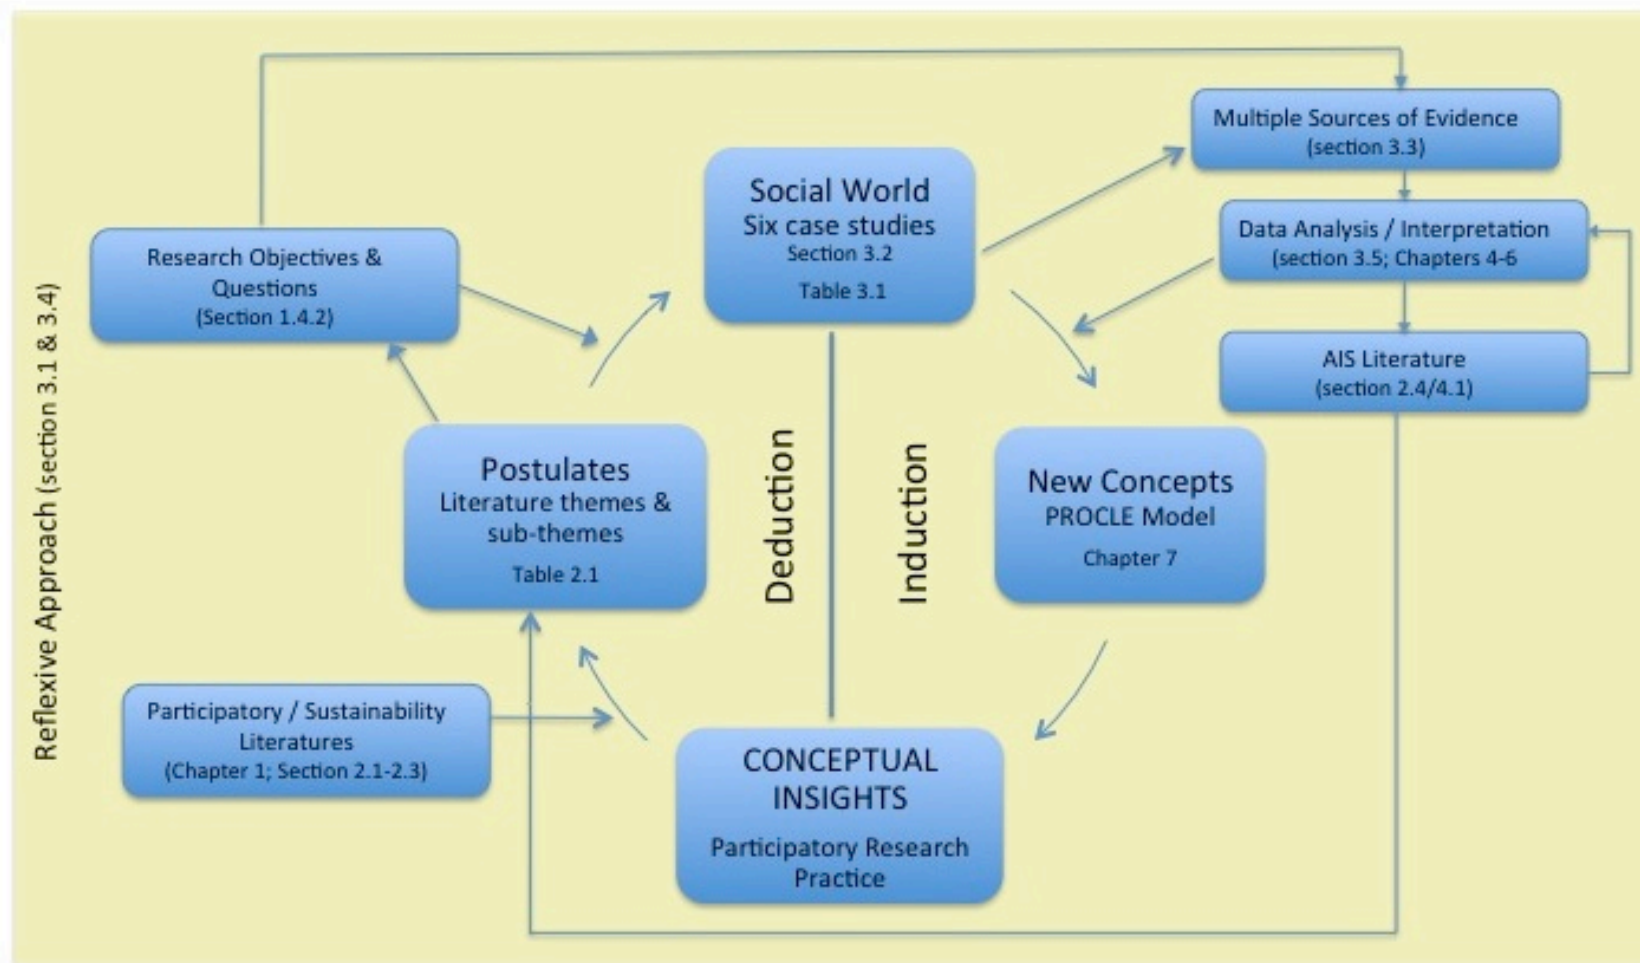 Reflexive Approach (section 3.1 & 3.4)
Research Objectives &
Questions
(Section 1.4.2)
Social World
Six case studies
Section 3.2
Table 3.1
Multiple Sources of Evidence
(section 3.3)
Data Analysis / Interpretation
(section 3.5; Chapters 4-6
AIS Literature
(section 2.4/4.1)
Postulates
Literature themes &
sub-themes
Table 2.1
Deduction
Induction
New Concepts
PROCLE Model
Chapter 7
Participatory / Sustainability
Literatures
(Chapter 1; Section 2.1-2.3)
CONCEPTUAL
INSIGHTS
Participatory Research
Practice